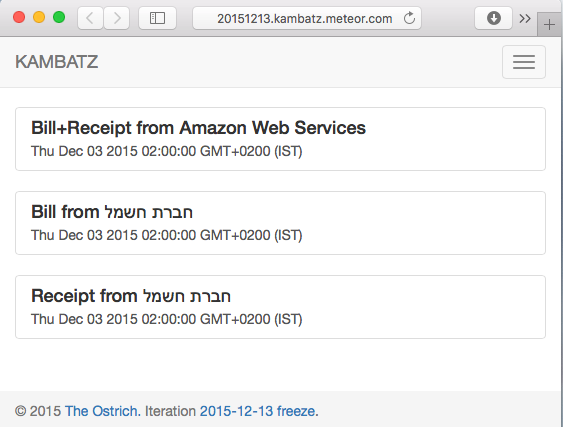 20151213.kambatz.meteor.com
KAMBATZ
Bill+Receipt from Amazon Web Services
Thu Dec 03 2015 02:00:00 GMT+0200 (IST)
Bill from חברת חשמל
Thu Dec 03 2015 02:00:00 GMT+0200 (IST)
Receipt from חברת חשמל
Thu Dec 03 2015 02:00:00 GMT+0200 (IST)
© 2015 The Ostrich. Iteration 2015-12-13 freeze.